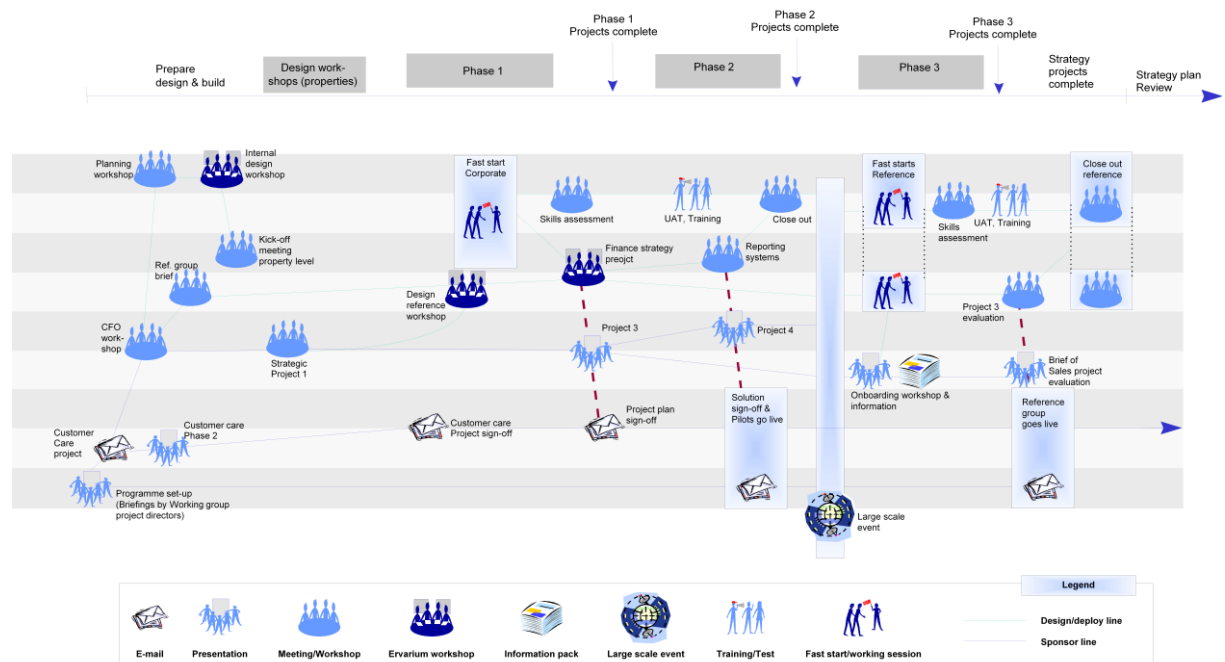 Phase 1
Projects complete
Phase 2
Projects complete
Phase 3
Projects complete
Prepare
design & build
Design work-
shops (properties)
Phase 1
Phase 2
Phase 3
Strategy
projects
complete
Strategy plan
Review
Planning
workshop
Internal
design
workshop
Fast start
Corporate
Skills assessment
UAT, Training
Close out
Fast starts
Reference
Skills
assessment
UAT, Training
Close out
reference
Kick-off
meeting
property level
Ref. group
brief
Design
reference
workshop
Finance strategy
preojct
Reporting
systems
Project 3
evaluation
CFO
work-
shop
Strategic
Project 1
Project 3
Project 4
Onboarding workshop &
information
Brief of
Sales project
evaluation
Customer
Care
project
Customer care
Phase 2
Customer care
Project sign-off
Project plan
sign-off
Solution
sign-off &
Pilots go live
Reference
group
goes live
Programme set-up
(Briefings by Working group
project directors)
Large scale
event
Legend
E-mail
Presentation
Meeting/Workshop
Ervarium workshop
Information pack
Large scale event
Training/Test
Fast start/working session
Design/deploy line
Sponsor line